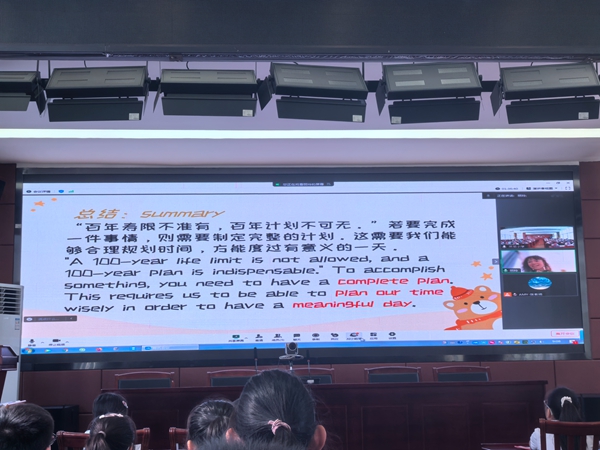 总结：summary
“百年寿限不准有，百年计划不可无。”若要完成
一件事情，则需要制定完整的计划．这需要我们能
够合理规划时间，方能度过有意义的一天．
"A 100-year life limit is not allowed, and a
100-year plan is indispensable." To accomplish
something, you need to have a complete plan.
This requires us to be able to plan our time
wisely in order to have a meaningful day.